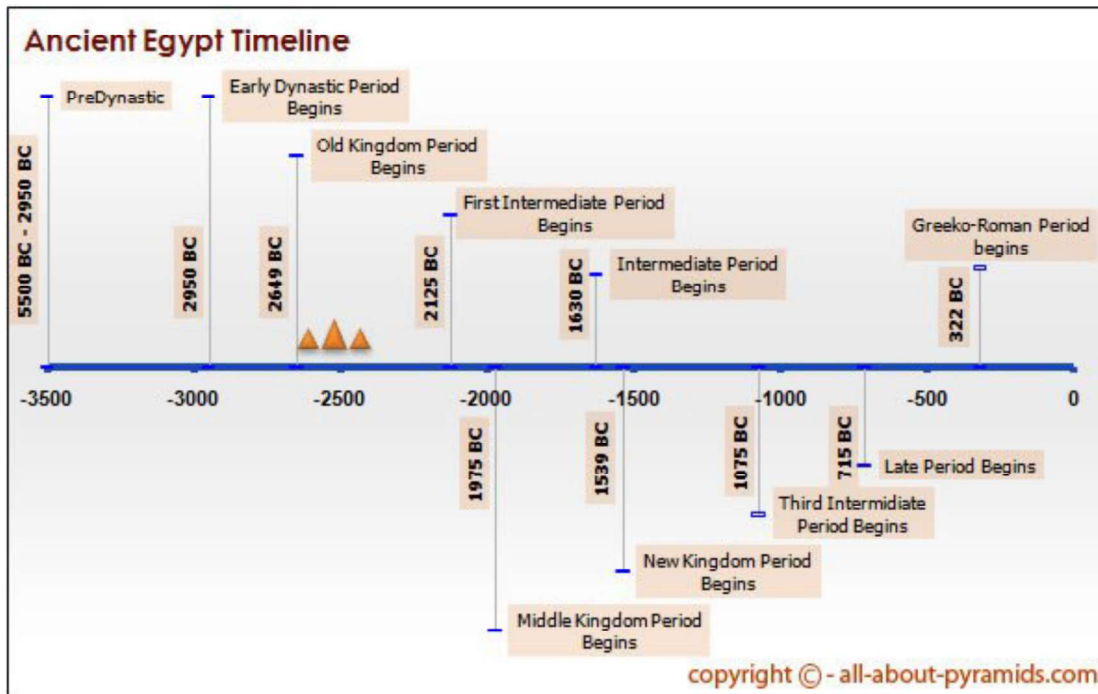 Ancient Egypt Timeline
PreDynastic
Early Dynastic Period
Begins
Old Kingdom Period
Begins
First Intermediate Period
Begins
Intermediate Period
Begins
Greeko-Roman Period
begins
5500 BC - 2950 BC
2950 BC
2649 BC
2125 BC
1630 BC
322 BC
-3500
-3000
-2500
-2000
-1500
-1000
-500
0
1975 BC
1539 BC
1075 BC
715 BC
Late Period Begins
Third Intermidiate
Period Begins
New Kingdom Period
Begins
Middle Kingdom Period
Begins
copyright © - all-about-pyramids.com